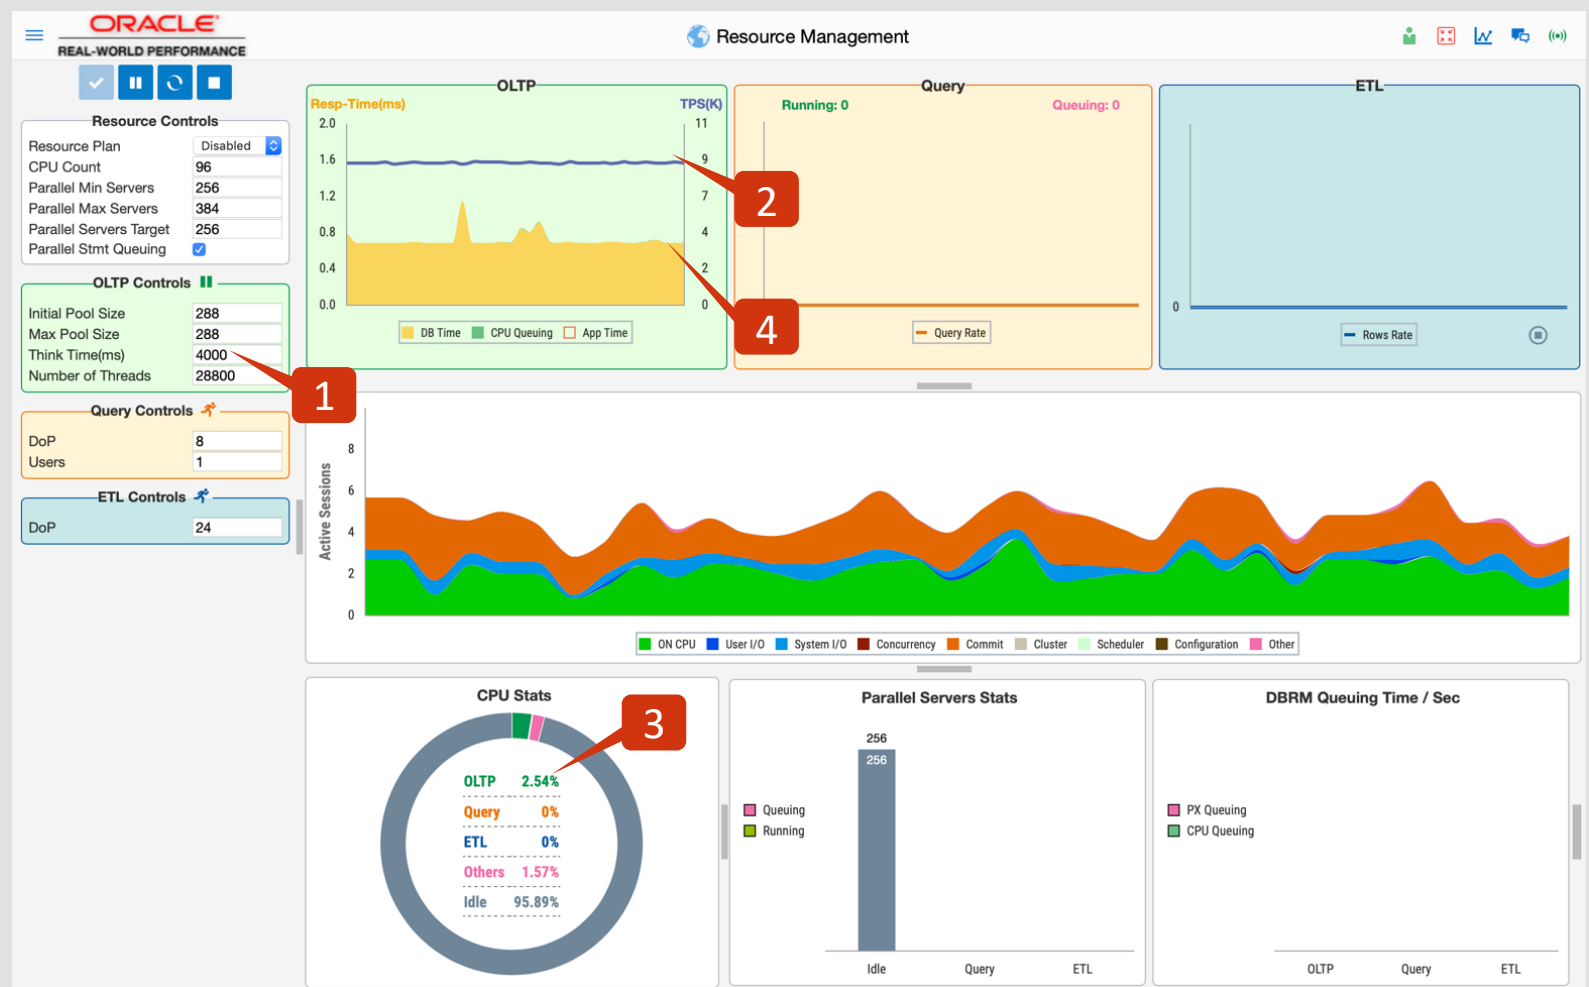 ORACLE
REAL-WORLD PERFORMANCE
Resource Management
Resource Controls
Resource Plan Disabled
CPU Count 96
Parallel Min Servers 256
Parallel Max Servers 384
Parallel Servers Target 256
Parallel Stmt Queuing
OLTP Controls
Initial Pool Size 288
Max Pool Size 288
Think Time(ms) 4000
Number of Threads 28800
1
Query Controls
DoP 8
Users 1
ETL Controls
DoP 24
OLTP
Resp-Time(ms) TPS(K)
2.0 11
1.6 9
1.2 7
0.8 4
0.4 2
0.0 0
DB Time CPU Queuing App Time
2
4
Query
Running: 0 Queuing: 0
Query Rate
ETL
0
Rows Rate
Active Sessions
8
6
4
2
0
ON CPU User I/O System I/O Concurrency Commit Cluster Scheduler Configuration Other
CPU Stats
3
OLTP 2.54%
Query 0%
ETL 0%
Others 1.57%
Idle 95.89%
Parallel Servers Stats
256
256
Queuing
Running
Idle Query ETL
DBRM Queuing Time / Sec
PX Queuing
CPU Queuing
OLTP Query ETL